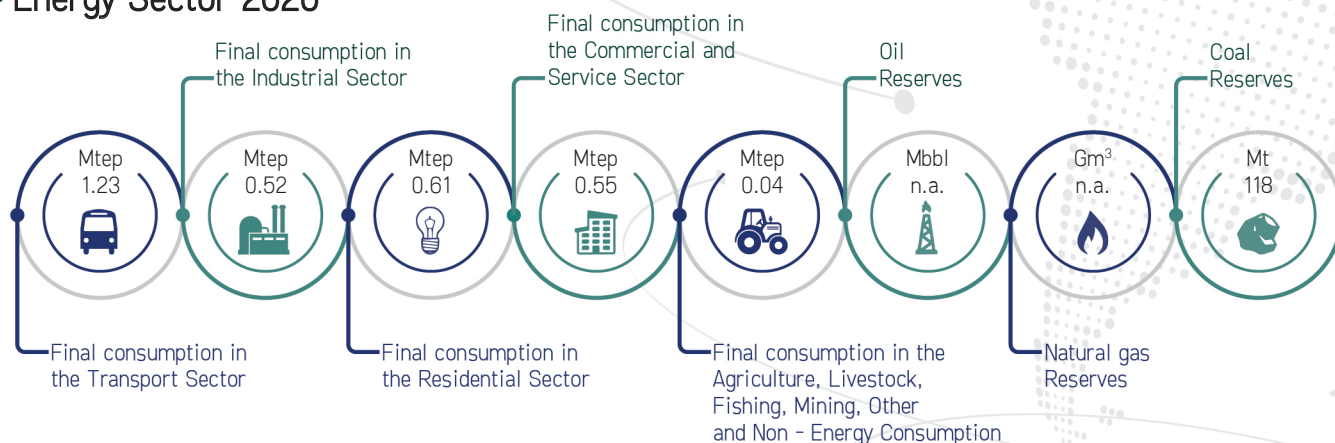 Energy Sector 2020
Final consumption in
the Industrial Sector
Final consumption in
the Commercial and
Service Sector
Oil
Reserves
Coal
Reserves
Mtep
1.23
Mtep
0.52
Mtep
0.61
Mtep
0.55
Mtep
0.04
Mbbl
n.a.
Gm³
n.a.
Mt
118
Final consumption in
the Transport Sector
Final consumption in
the Residential Sector
Final consumption in the
Agriculture, Livestock,
Fishing, Mining, Other
and Non - Energy Consumption
Natural gas
Reserves